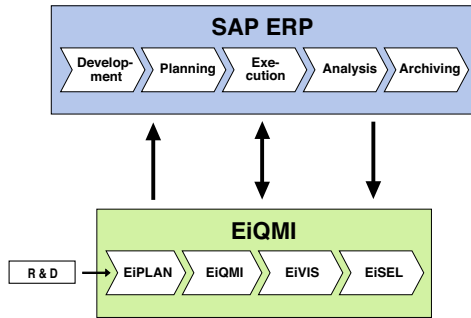 SAP ERP
Develop-
ment
Planning
Exe-
cution
Analysis
Archiving
EiQMI
R & D
EiPLAN
EiQMI
EiVIS
EiSEL